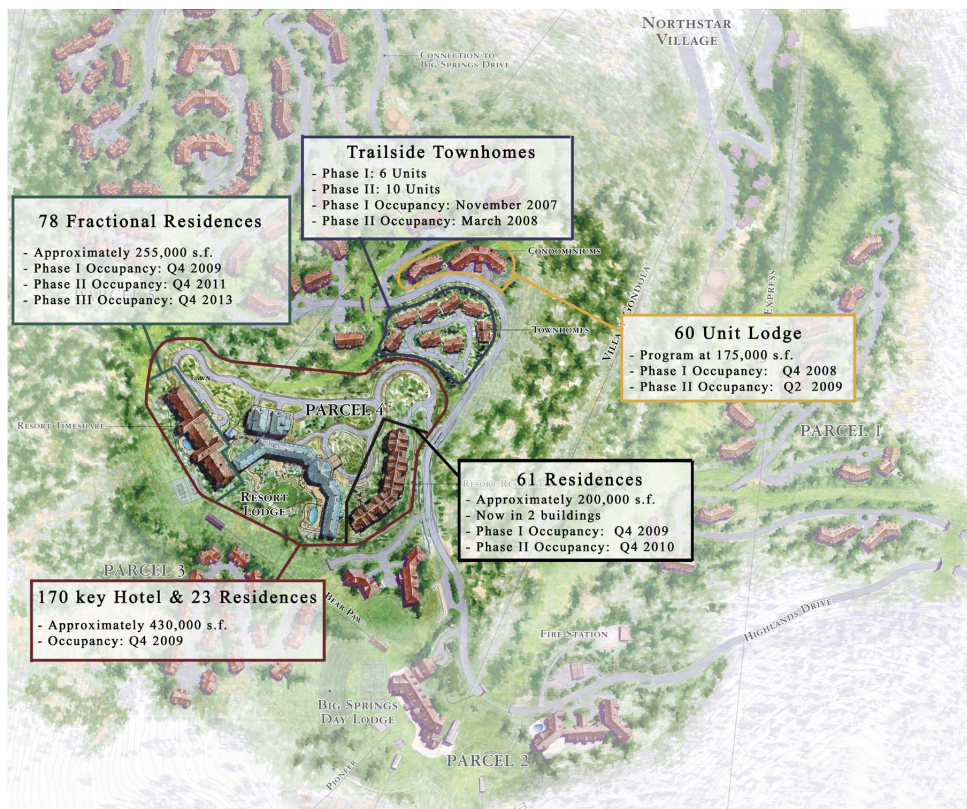 NORTHSTAR
VILLAGE
CONNECTION TO
BIG SPRINGS DRIVE
Trailside Townhomes
- Phase I: 6 Units
- Phase II: 10 Units
- Phase I Occupancy: November 2007
- Phase II Occupancy: March 2008
78 Fractional Residences
- Approximately 255,000 s.f.
- Phase I Occupancy: Q4 2009
- Phase II Occupancy: Q4 2011
- Phase III Occupancy: Q4 2013
CONDOMINIUMS
GONDOLA
EXPRESS
TOWNHOMES
60 Unit Lodge
- Program at 175,000 s.f.
- Phase I Occupancy: Q4 2008
- Phase II Occupancy: Q2 2009
LAWN
PARCEL 4
RESORT TIMESHARE
PARCEL 1
RESORT
LODGE
61 Residences
- Approximately 200,000 s.f.
- Now in 2 buildings
- Phase I Occupancy: Q4 2009
- Phase II Occupancy: Q4 2010
PARCEL 3
170 key Hotel & 23 Residences
- Approximately 430,000 s.f.
- Occupancy: Q4 2009
BEAR PAW
FIRE STATION
HIGHLANDS DRIVE
BIG SPRINGS
DAY LODGE
PARCEL 2
PIONEER